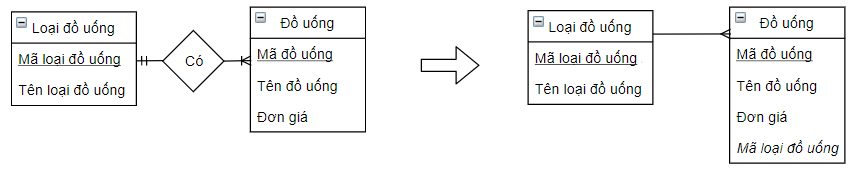 Loại đồ uống
Mã loại đồ uống
Tên loại đồ uống
Có
Đồ uống
Mã đồ uống
Tên đồ uống
Đơn giá
Loại đồ uống
Mã loại đồ uống
Tên loại đồ uống
Đồ uống
Mã đồ uống
Tên đồ uống
Đơn giá
Mã loại đồ uống